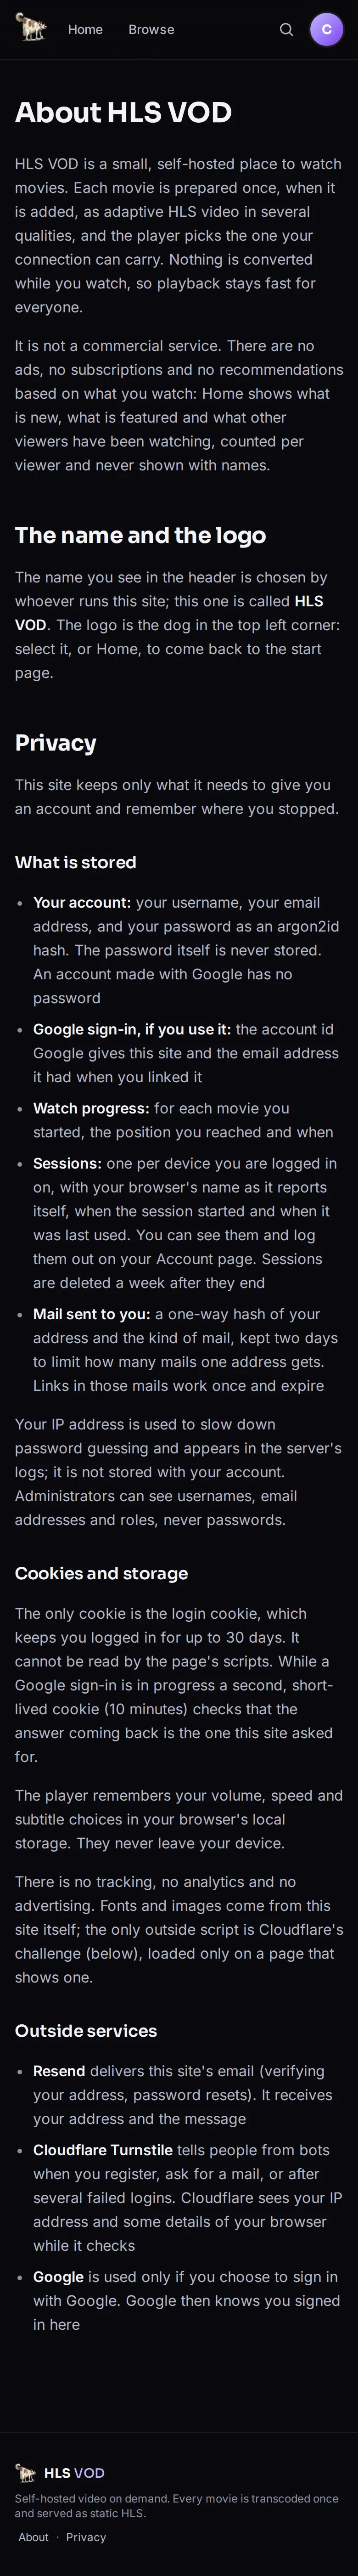 Home Browse C
About HLS VOD
HLS VOD is a small, self-hosted place to watch
movies. Each movie is prepared once, when it
is added, as adaptive HLS video in several
qualities, and the player picks the one your
connection can carry. Nothing is converted
while you watch, so playback stays fast for
everyone.
It is not a commercial service. There are no
ads, no subscriptions and no recommendations
based on what you watch: Home shows what
is new, what is featured and what other
viewers have been watching, counted per
viewer and never shown with names.
The name and the logo
The name you see in the header is chosen by
whoever runs this site; this one is called HLS
VOD. The logo is the dog in the top left corner:
select it, or Home, to come back to the start
page.
Privacy
This site keeps only what it needs to give you
an account and remember where you stopped.
What is stored
• Your account: your username, your email
address, and your password as an argon2id
hash. The password itself is never stored.
An account made with Google has no
password
• Google sign-in, if you use it: the account id
Google gives this site and the email address
it had when you linked it
• Watch progress: for each movie you
started, the position you reached and when
• Sessions: one per device you are logged in
on, with your browser's name as it reports
itself, when the session started and when it
was last used. You can see them and log
them out on your Account page. Sessions
are deleted a week after they end
• Mail sent to you: a one-way hash of your
address and the kind of mail, kept two days
to limit how many mails one address gets.
Links in those mails work once and expire
Your IP address is used to slow down
password guessing and appears in the server's
logs; it is not stored with your account.
Administrators can see usernames, email
addresses and roles, never passwords.
Cookies and storage
The only cookie is the login cookie, which
keeps you logged in for up to 30 days. It
cannot be read by the page's scripts. While a
Google sign-in is in progress a second, short-
lived cookie (10 minutes) checks that the
answer coming back is the one this site asked
for.
The player remembers your volume, speed and
subtitle choices in your browser's local
storage. They never leave your device.
There is no tracking, no analytics and no
advertising. Fonts and images come from this
site itself; the only outside script is Cloudflare's
challenge (below), loaded only on a page that
shows one.
Outside services
• Resend delivers this site's email (verifying
your address, password resets). It receives
your address and the message
• Cloudflare Turnstile tells people from bots
when you register, ask for a mail, or after
several failed logins. Cloudflare sees your IP
address and some details of your browser
while it checks
• Google is used only if you choose to sign in
with Google. Google then knows you signed
in here
HLS VOD
Self-hosted video on demand. Every movie is transcoded once
and served as static HLS.
About · Privacy